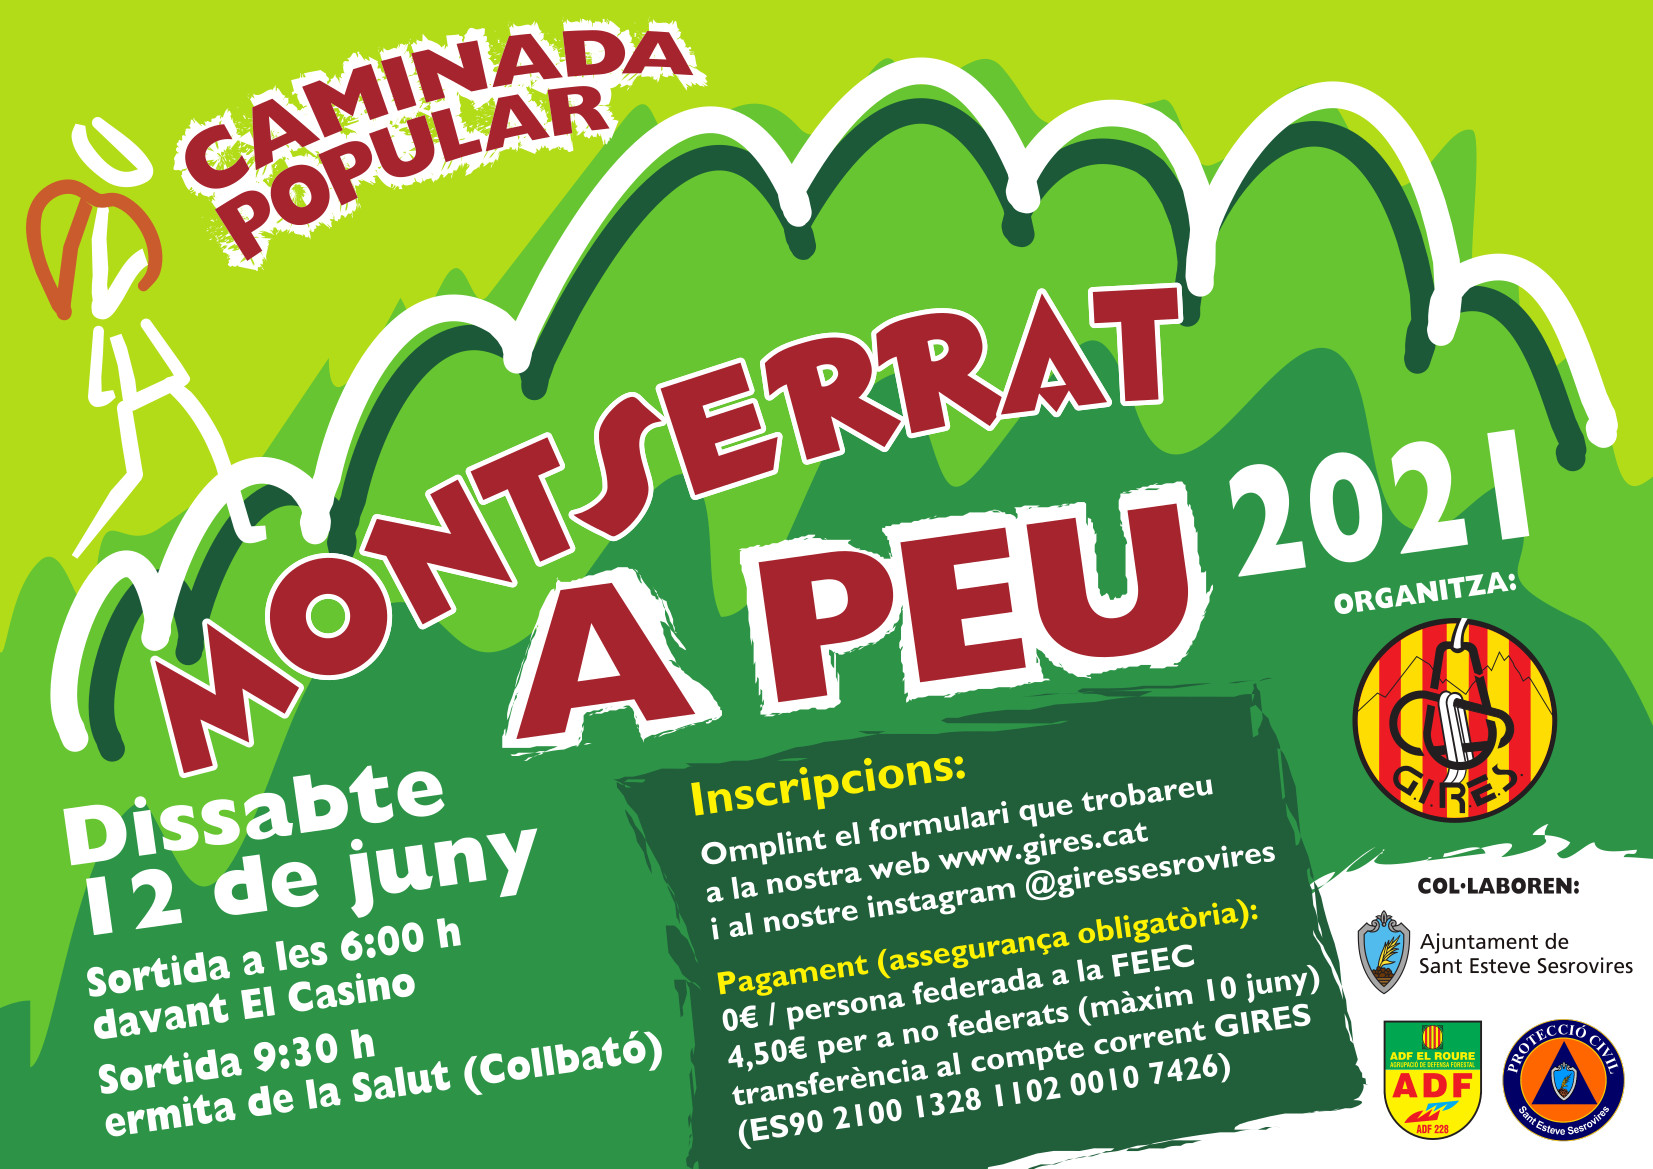 CAMINADA
POPULAR
MONTSERRAT
A PEU 2021
ORGANITZA:
G.I.R.E.S.
Dissabte
12 de juny
Sortida a les 6:00 h
davant El Casino
Sortida 9:30 h
ermita de la Salut (Collbató)
Inscripcions:
Omplint el formulari que trobareu
a la nostra web www.gires.cat
i al nostre instagram @giressesrovires
Pagament (assegurança obligatòria):
0€ / persona federada a la FEEC
4,50€ per a no federats (màxim 10 juny)
transferència al compte corrent GIRES
(ES90 2100 1328 1102 0010 7426)
COL·LABOREN:
Ajuntament de
Sant Esteve Sesrovires
ADF EL ROURE
AGRUPACIÓ DE DEFENSA FORESTAL
ADF
ADF 228
PROTECCIÓ CIVIL
Sant Esteve Sesrovires